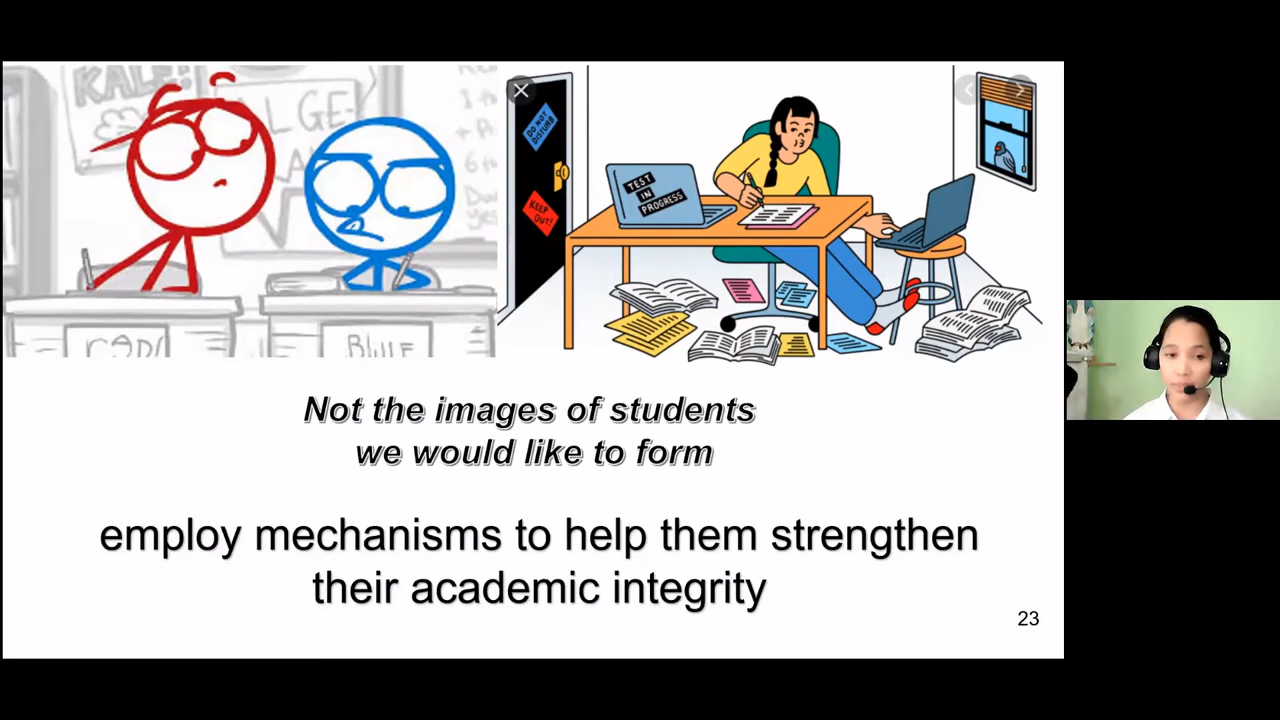 KALE!
DO NOT
DISTURB
KEEP
OUT!
TEST
IN
PROGRESS
Not the images of students
we would like to form
employ mechanisms to help them strengthen
their academic integrity
23